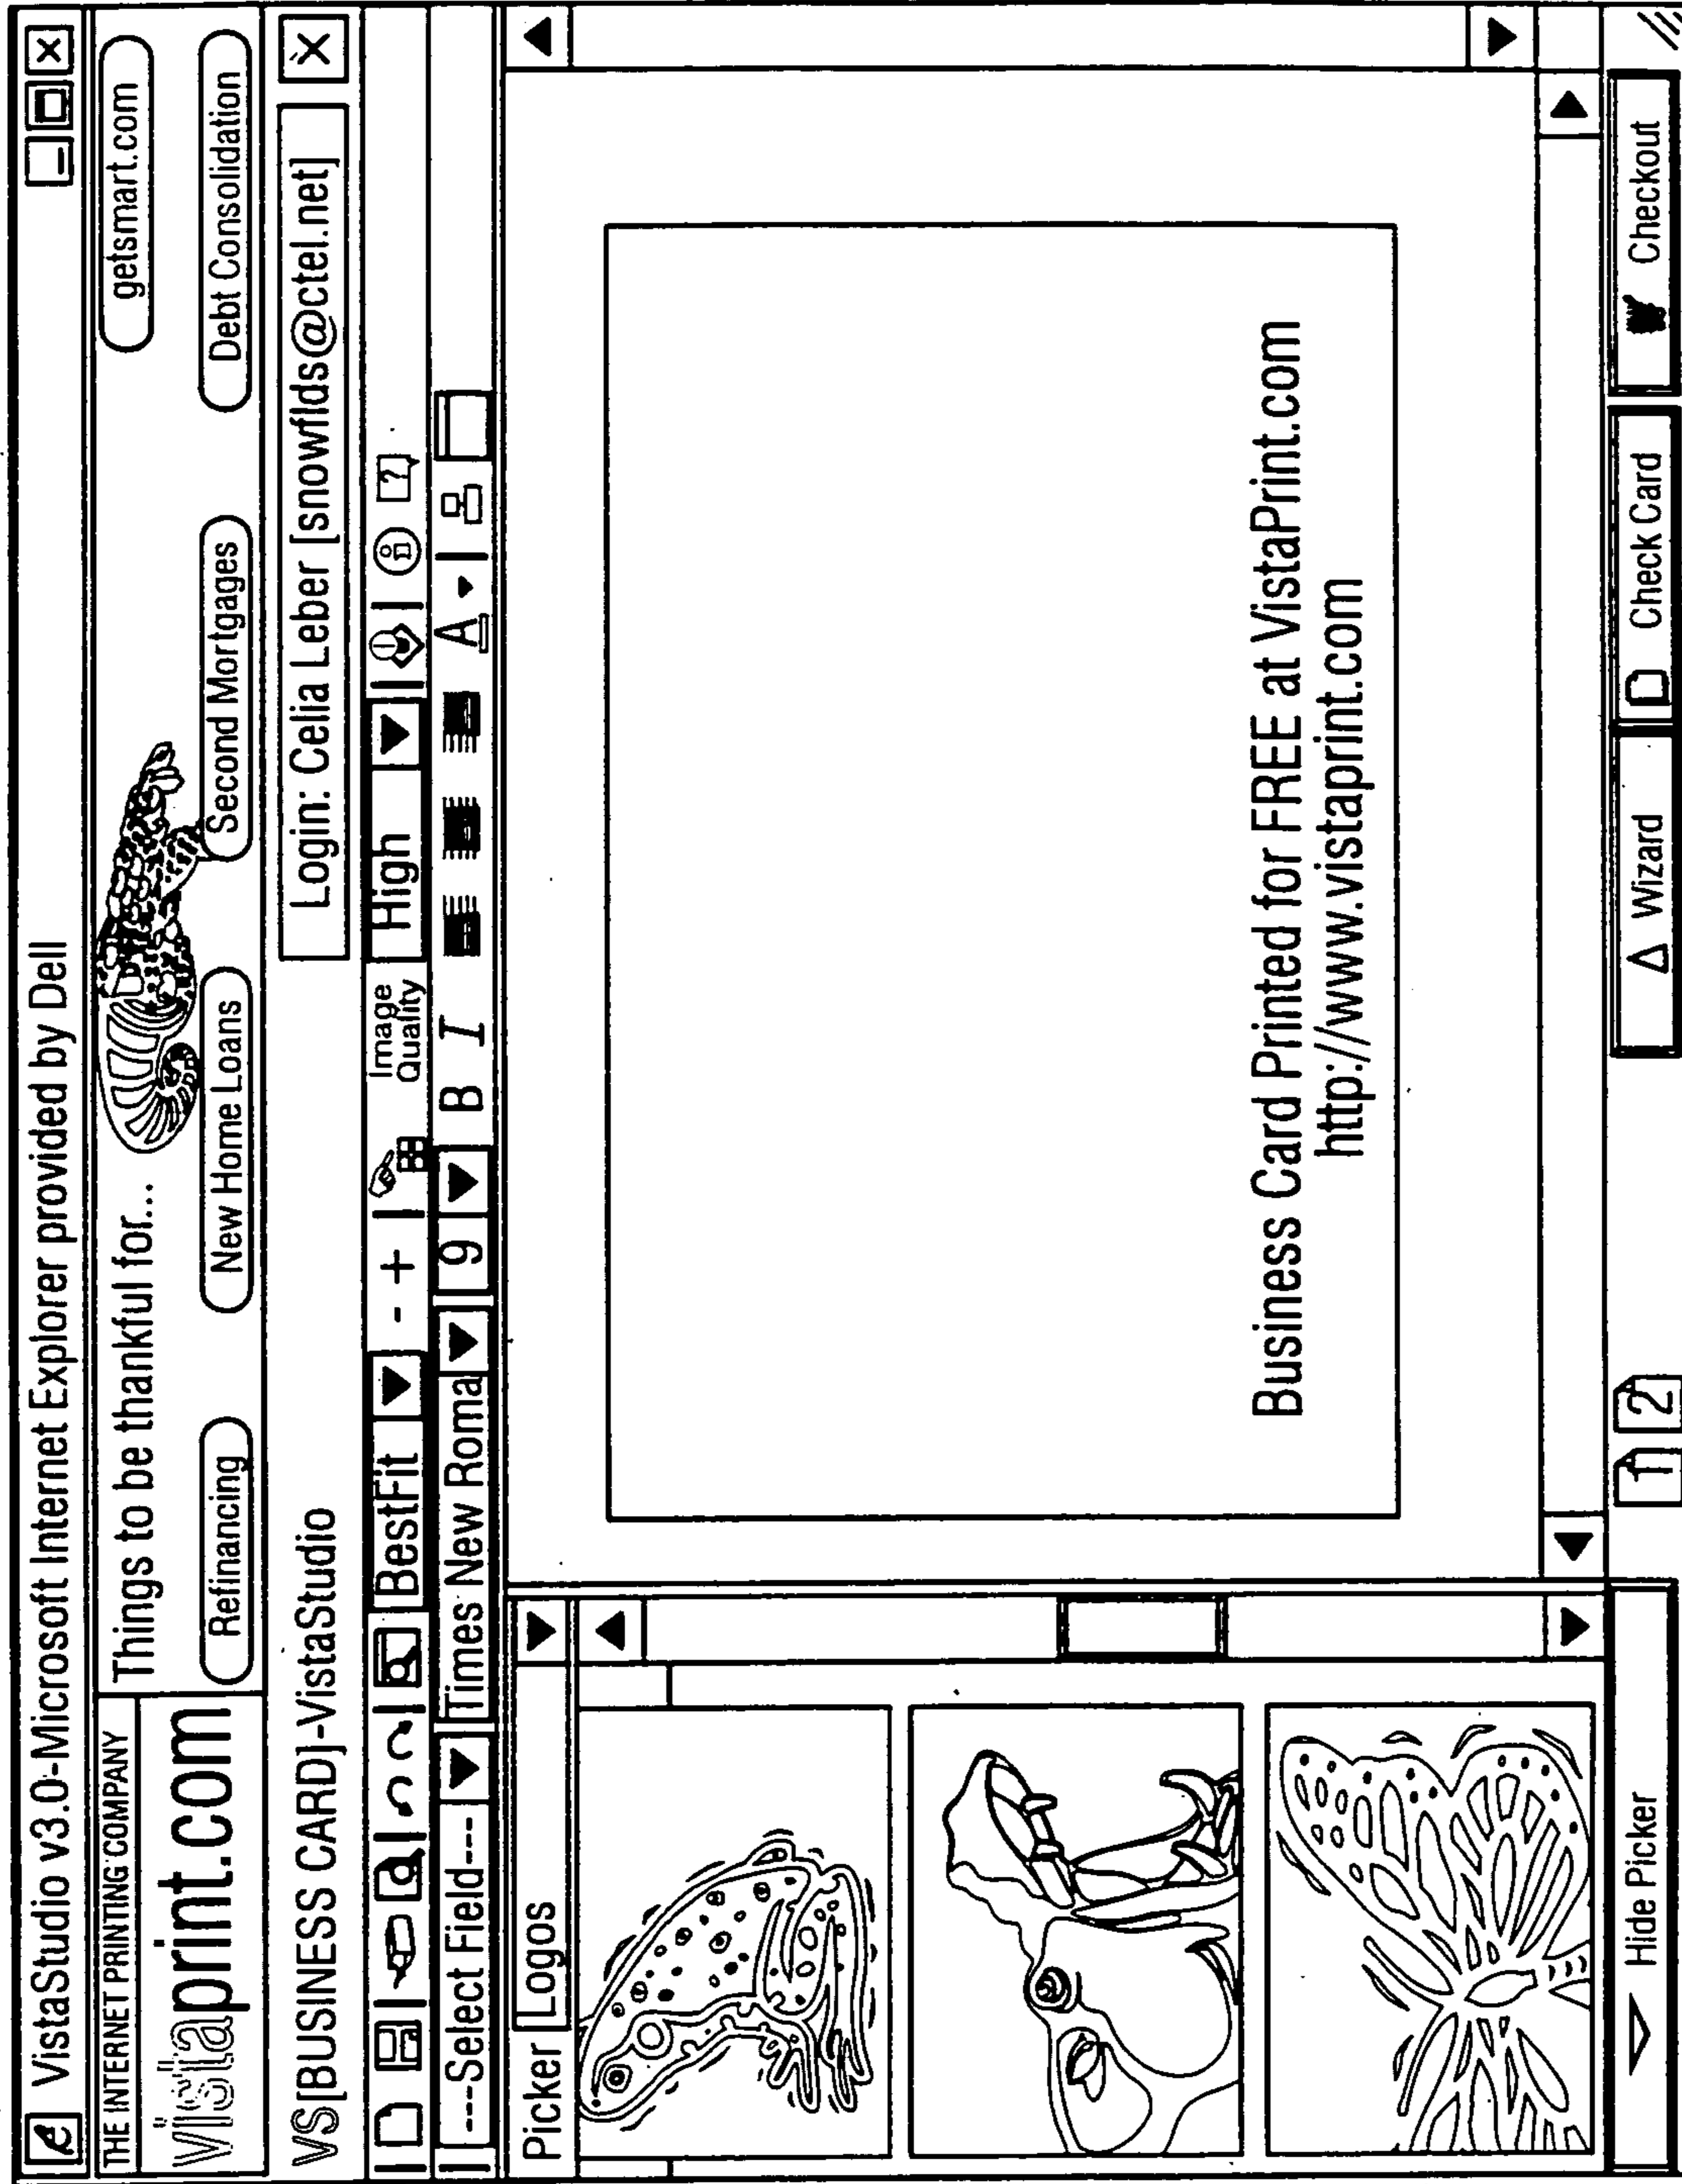 VistaStudio v3.0-Microsoft Internet Explorer provided by Dell
THE INTERNET PRINTING COMPANY
Vistaprint.com
Things to be thankful for...
getsmart.com
Refinancing
New Home Loans
Second Mortgages
Debt Consolidation
VS[BUSINESS CARD]-VistaStudio
Login: Celia Leber [snowflds@ctel.net]
BestFit
- +
Image
Quality
High
?
---Select Field---
Times New Roma
9
B I
A
Picker
Logos
Business Card Printed for FREE at VistaPrint.com
http://www.vistaprint.com
Hide Picker
1 2
Wizard
Check Card
Checkout